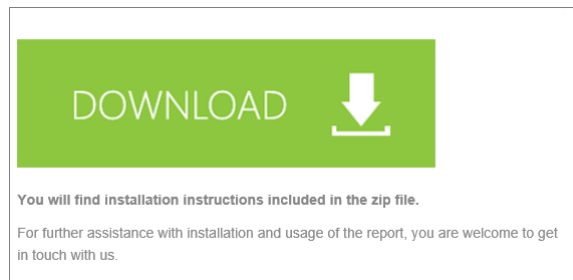 DOWNLOAD
You will find installation instructions included in the zip file.
For further assistance with installation and usage of the report, you are welcome to get
in touch with us.